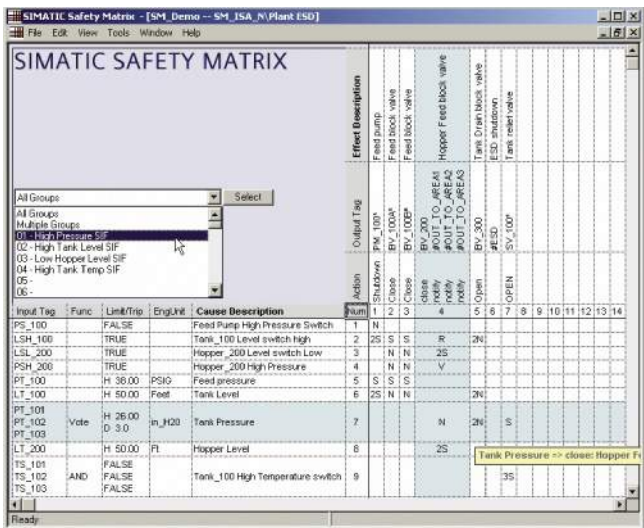 SIMATIC Safety Matrix - [SM_Demo -- SM_ISA_N\Plant ESD]
File Edit View Tools Window Help
SIMATIC SAFETY MATRIX
All Groups Select
All Groups
Multiple Groups
01 - High Pressure SIF
02 - High Tank Level SIF
03 - Low Hopper Level SIF
04 - High Tank Temp SIF
05 -
06 -
Effect Description
Feed pump
Feed block valve
Feed block valve
Hopper Feed block valve
Tank Drain block valve
ESD shutdown
Tank relief valve
Output Tag
PM_100*
BV_100A*
BV_100B*
BV_200
#OUT_TO_AREA1
#OUT_TO_AREA2
#OUT_TO_AREA3
BV_300
#ESD
SV_100*
Action
Shutdown
Close
Close
close
notify
notify
notify
Open
OPEN
Input Tag Func Limit/Trip EngUnit Cause Description Num 1 2 3 4 5 6 7 8 9 10 11 12 13 14
PS_100 FALSE Feed Pump High Pressure Switch 1 N
LSH_100 TRUE Tank_100 Level switch high 2 2S S S R 2N
LSL_200 TRUE Hopper_200 Level switch Low 3 N N 2S
PSH_200 TRUE Hopper_200 High Pressure 4 N N V
PT_100 H 38.00 PSIG Feed pressure 5 S S S
LT_100 H 50.00 Feet Tank Level 6 2S N N 2N
PT_101
PT_102 Vote H 26.00 in_H20 Tank Pressure 7 N 2N S
PT_103 D 3.0
LT_200 H 50.00 Ft Hopper Level 8 2S
Tank Pressure => close: Hopper Fe
TS_101 FALSE
TS_102 AND FALSE Tank_100 High Temperature switch 9 3S
TS_103 FALSE
Ready